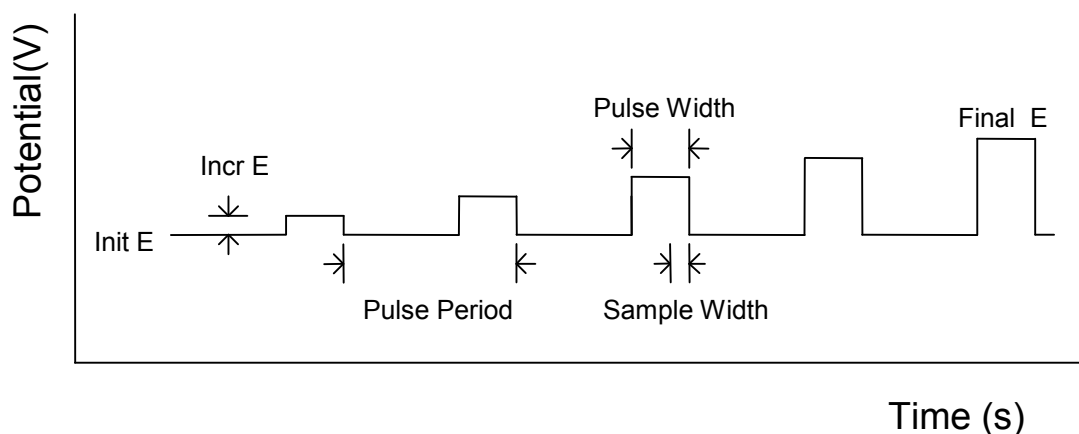 Potential(V)
Pulse Width
Final E
Incr E
Init E
Pulse Period
Sample Width
Time (s)